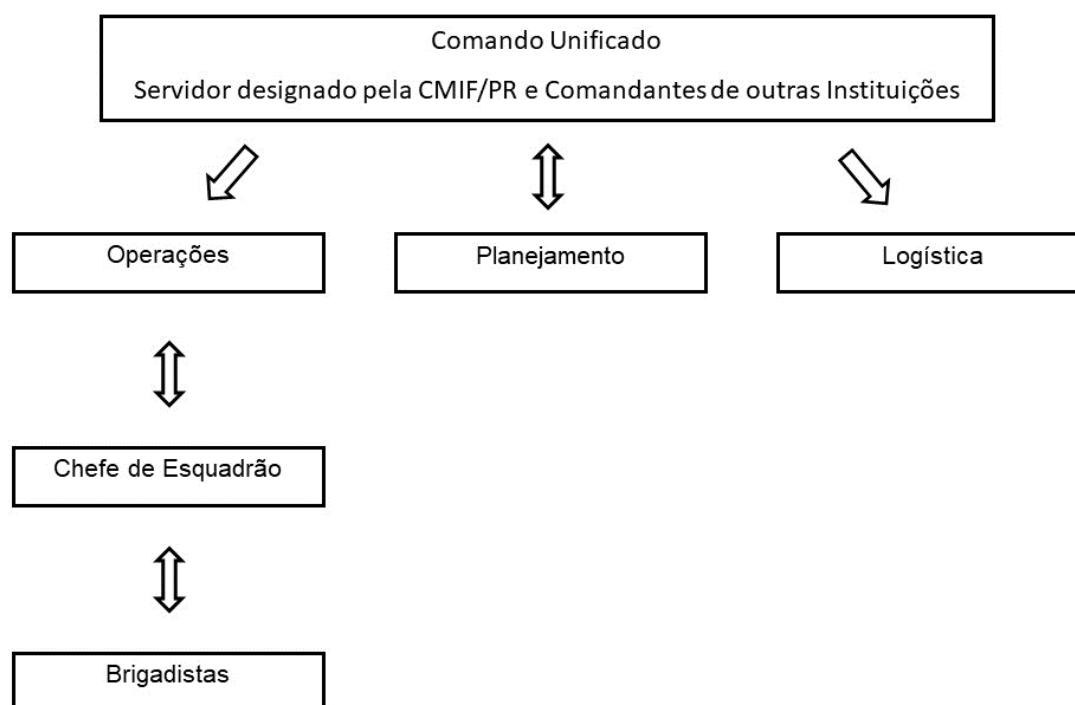 Comando Unificado
Servidor designado pela CMIF/PR e Comandantes de outras Instituições
Operações
Planejamento
Logística
Chefe de Esquadrão
Brigadistas